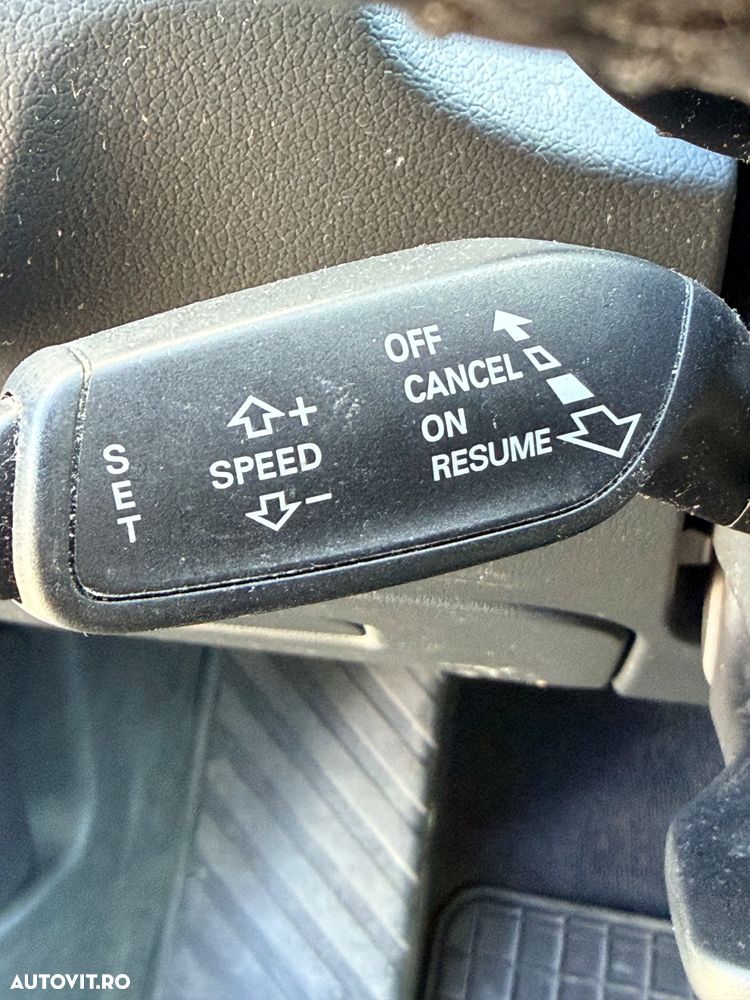 OFF
CANCEL
ON
RESUME
+
SPEED
−
SET
AUTOVIT.RO